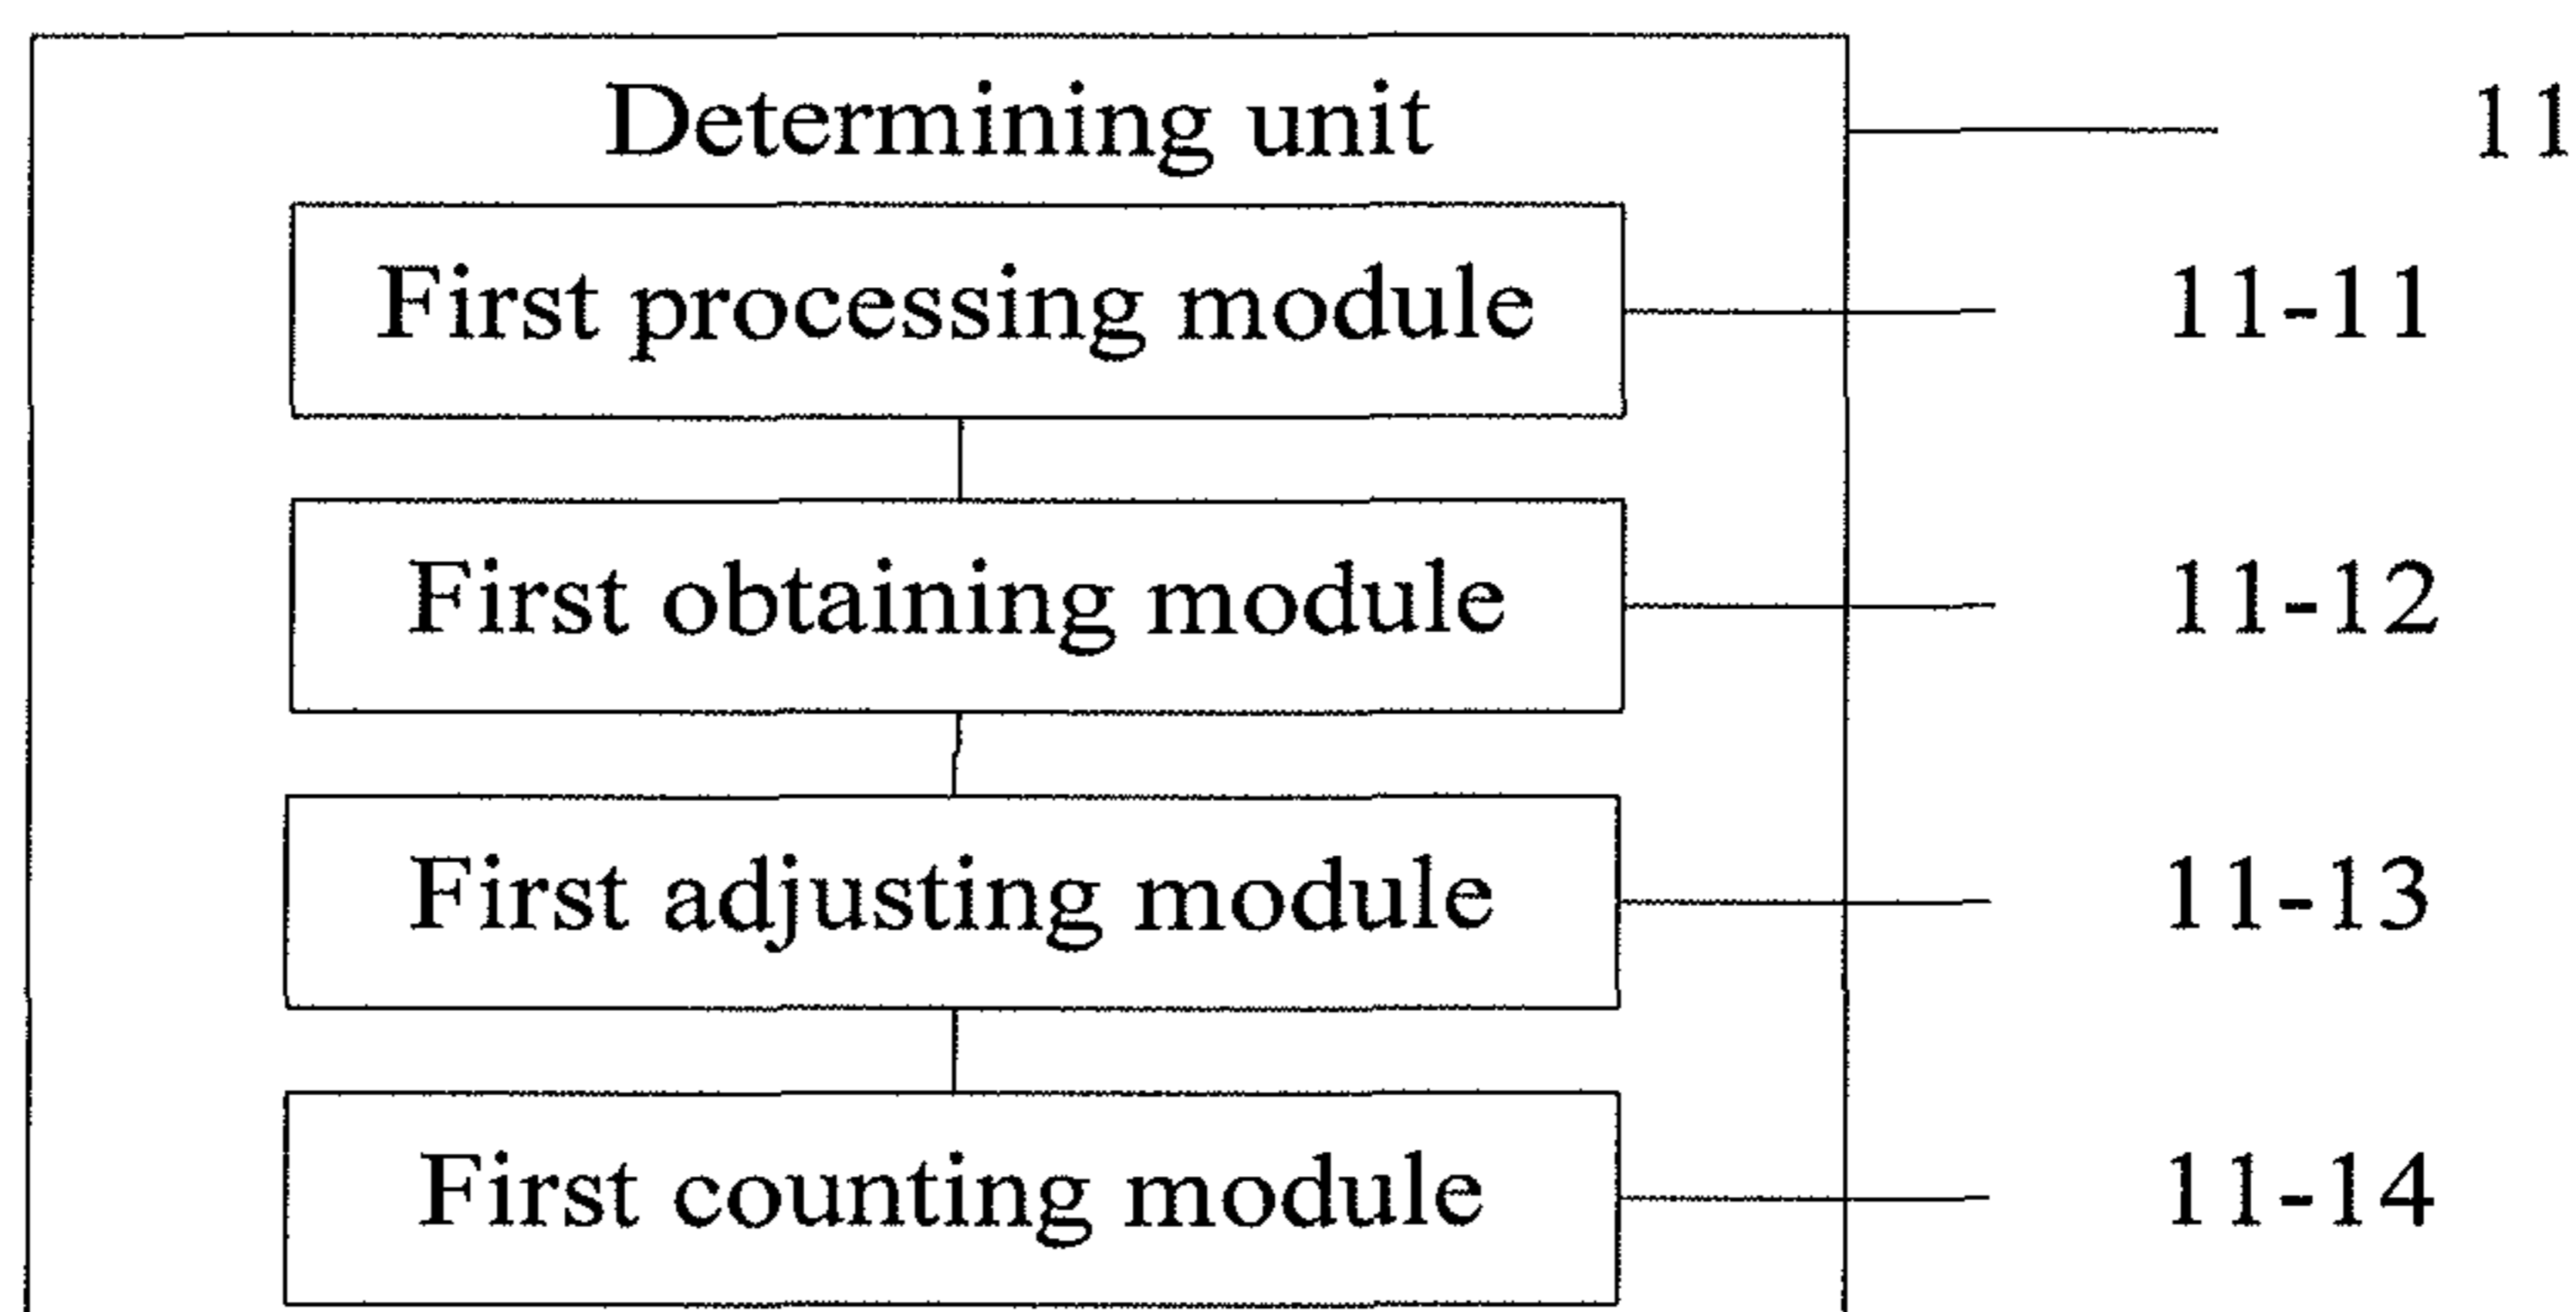 Determining unit 11
First processing module 11-11
First obtaining module 11-12
First adjusting module 11-13
First counting module 11-14